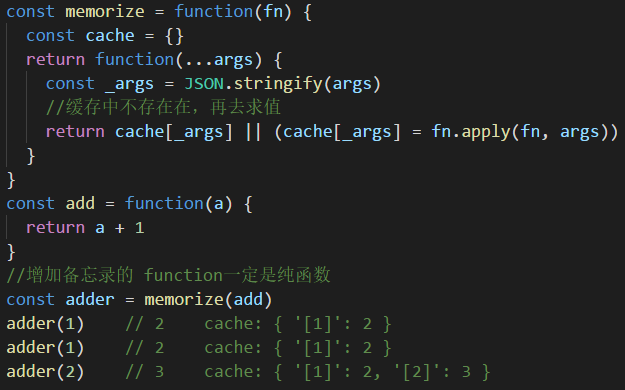 const memorize = function(fn) {
  const cache = {}
  return function(...args) {
    const _args = JSON.stringify(args)
    //缓存中不存在在，再去求值
    return cache[_args] || (cache[_args] = fn.apply(fn, args))
  }
}
const add = function(a) {
  return a + 1
}
//增加备忘录的 function一定是纯函数
const adder = memorize(add)
adder(1)    // 2    cache: { '[1]': 2 }
adder(1)    // 2    cache: { '[1]': 2 }
adder(2)    // 3    cache: { '[1]': 2, '[2]': 3 }